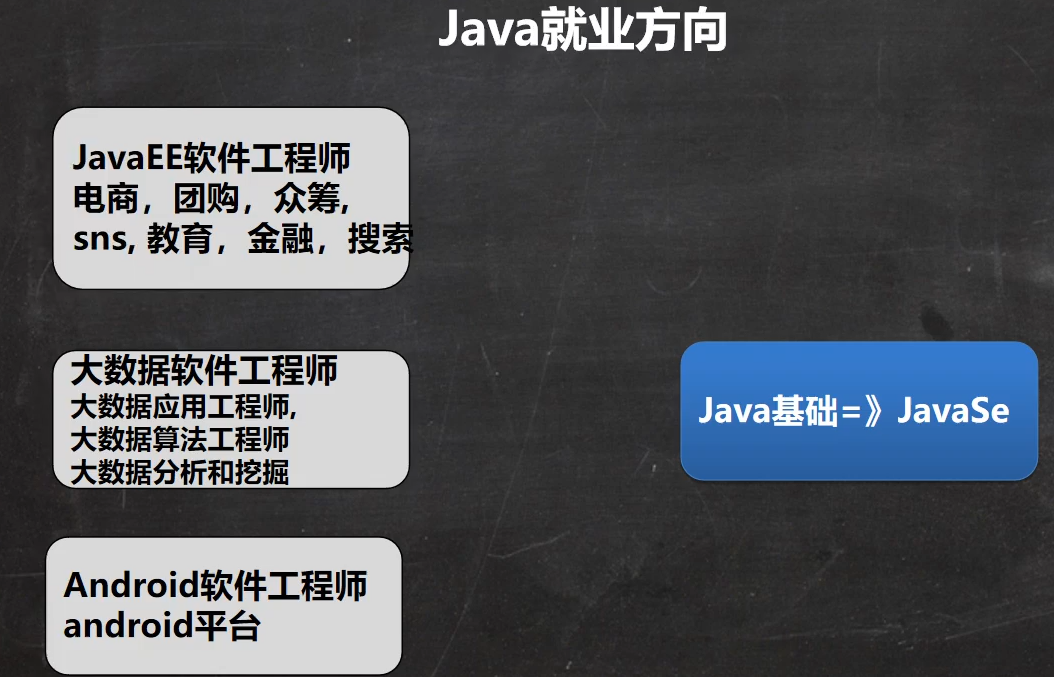 Java就业方向
JavaEE软件工程师
电商，团购，众筹,
sns, 教育，金融，搜索
大数据软件工程师
大数据应用工程师,
大数据算法工程师
大数据分析和挖掘
Java基础=》JavaSe
Android软件工程师
android平台